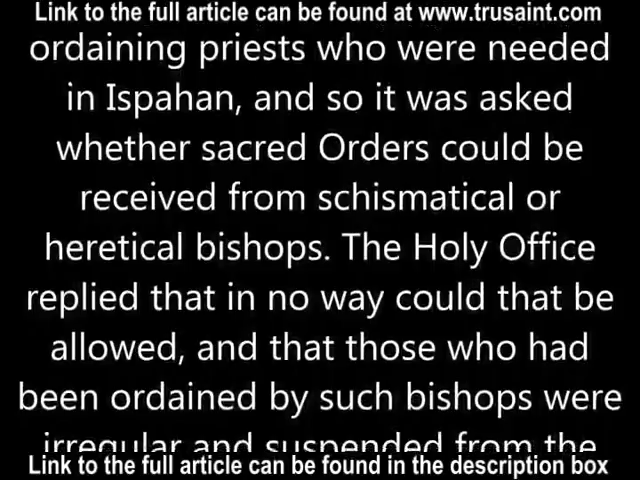 Link to the full article can be found at www.trusaint.com
ordaining priests who were needed
in Ispahan, and so it was asked
whether sacred Orders could be
received from schismatical or
heretical bishops. The Holy Office
replied that in no way could that be
allowed, and that those who had
been ordained by such bishops were
irregular and suspended from the
Link to the full article can be found in the description box